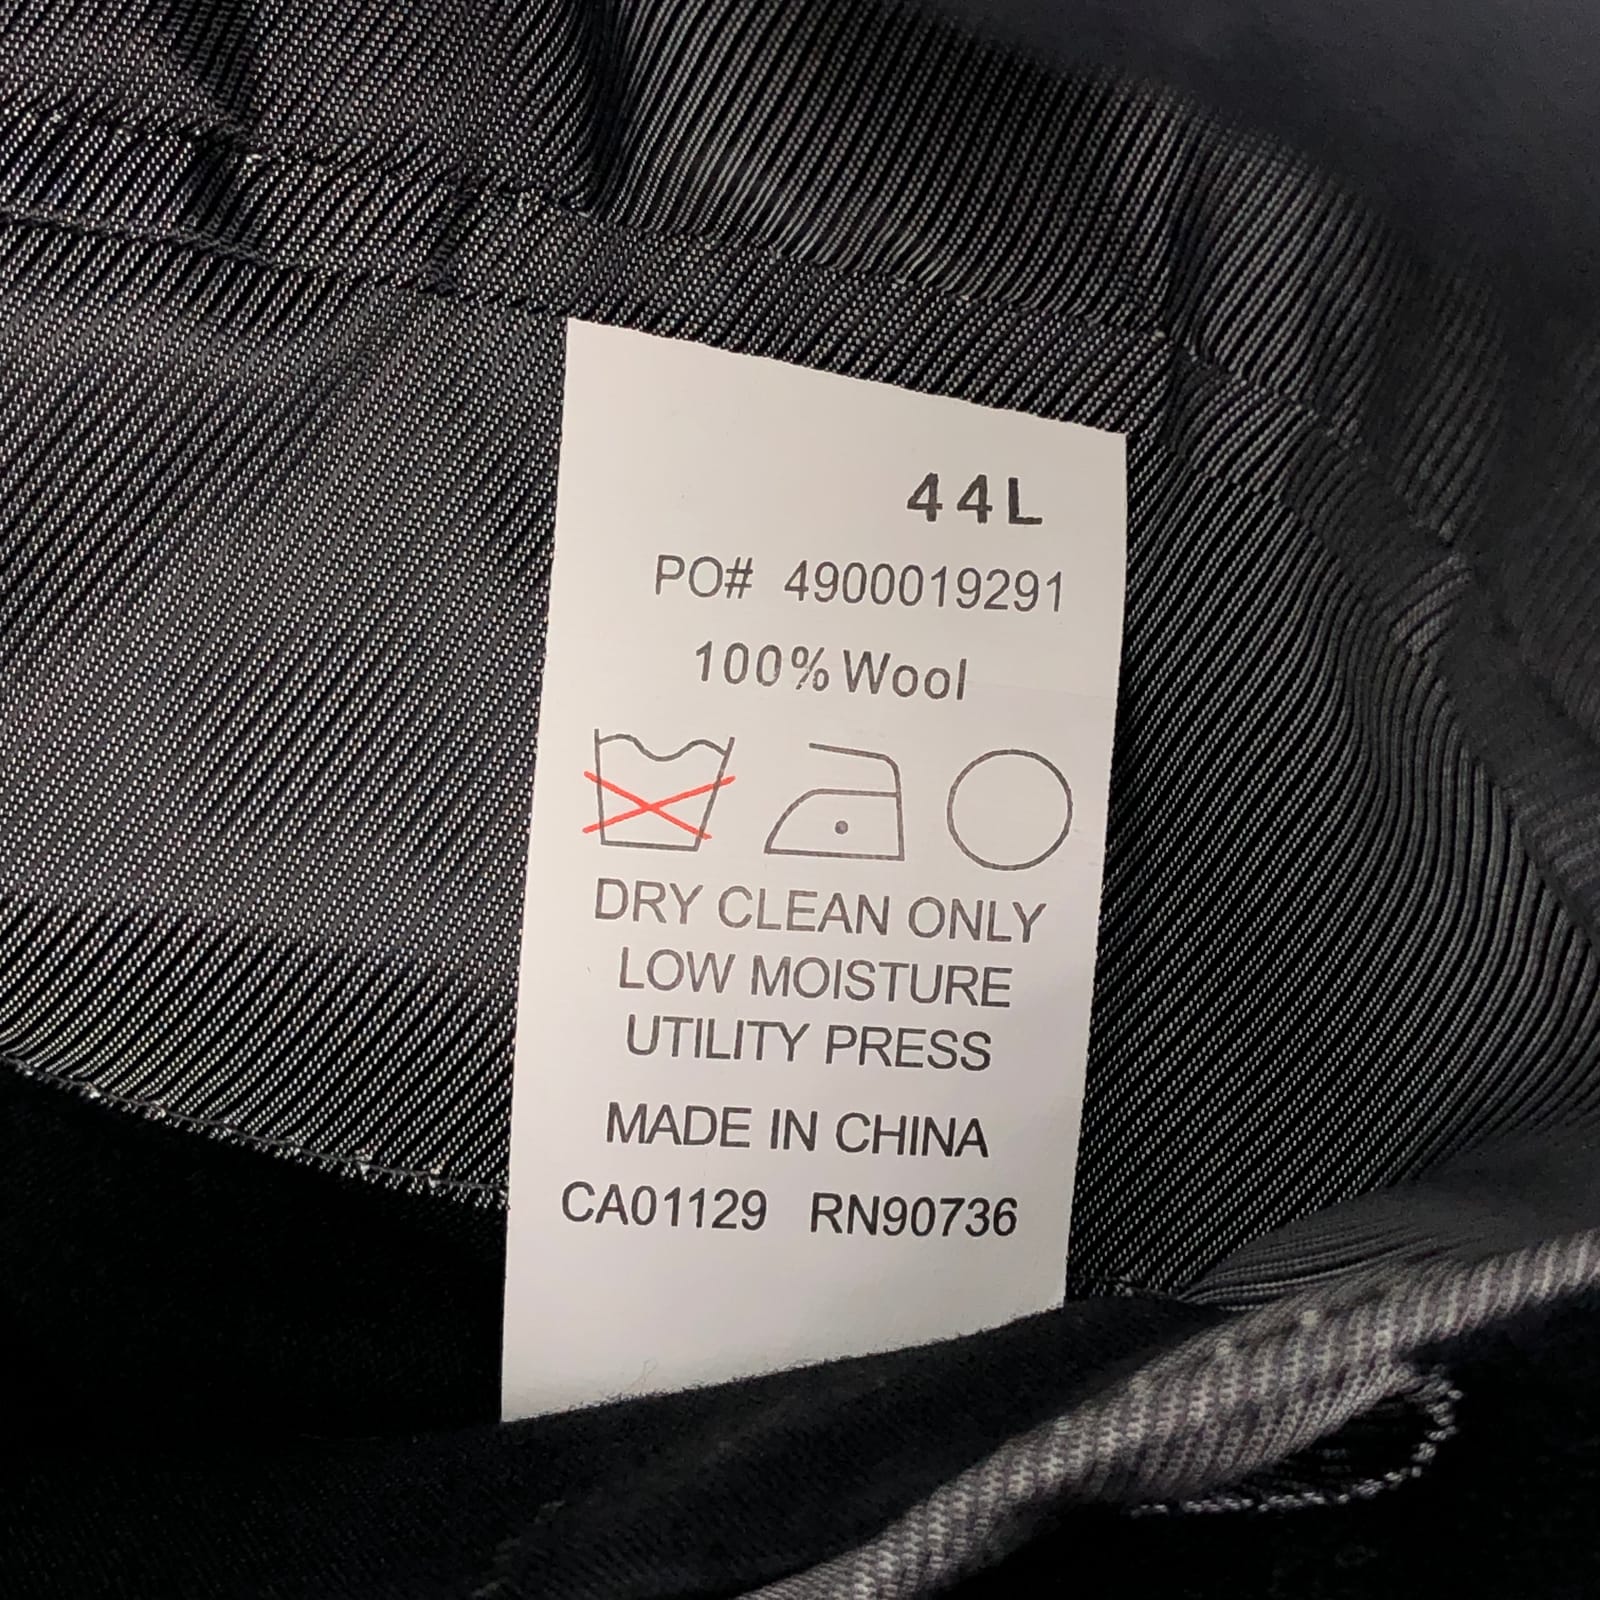 44L
PO# 4900019291
100% Wool
DRY CLEAN ONLY
LOW MOISTURE
UTILITY PRESS
MADE IN CHINA
CA01129 RN90736